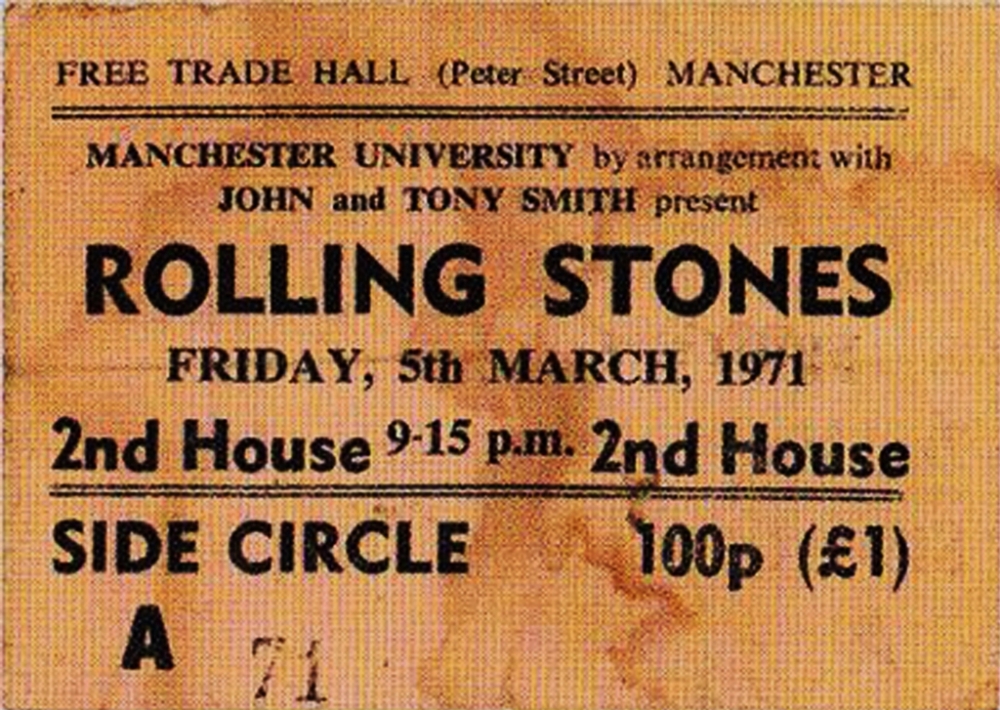 FREE TRADE HALL (Peter Street) MANCHESTER
MANCHESTER UNIVERSITY by arrangement with
JOHN and TONY SMITH present
ROLLING STONES
FRIDAY, 5th MARCH, 1971
2nd House 9-15 p.m. 2nd House
SIDE CIRCLE 100p (£1)
A 71